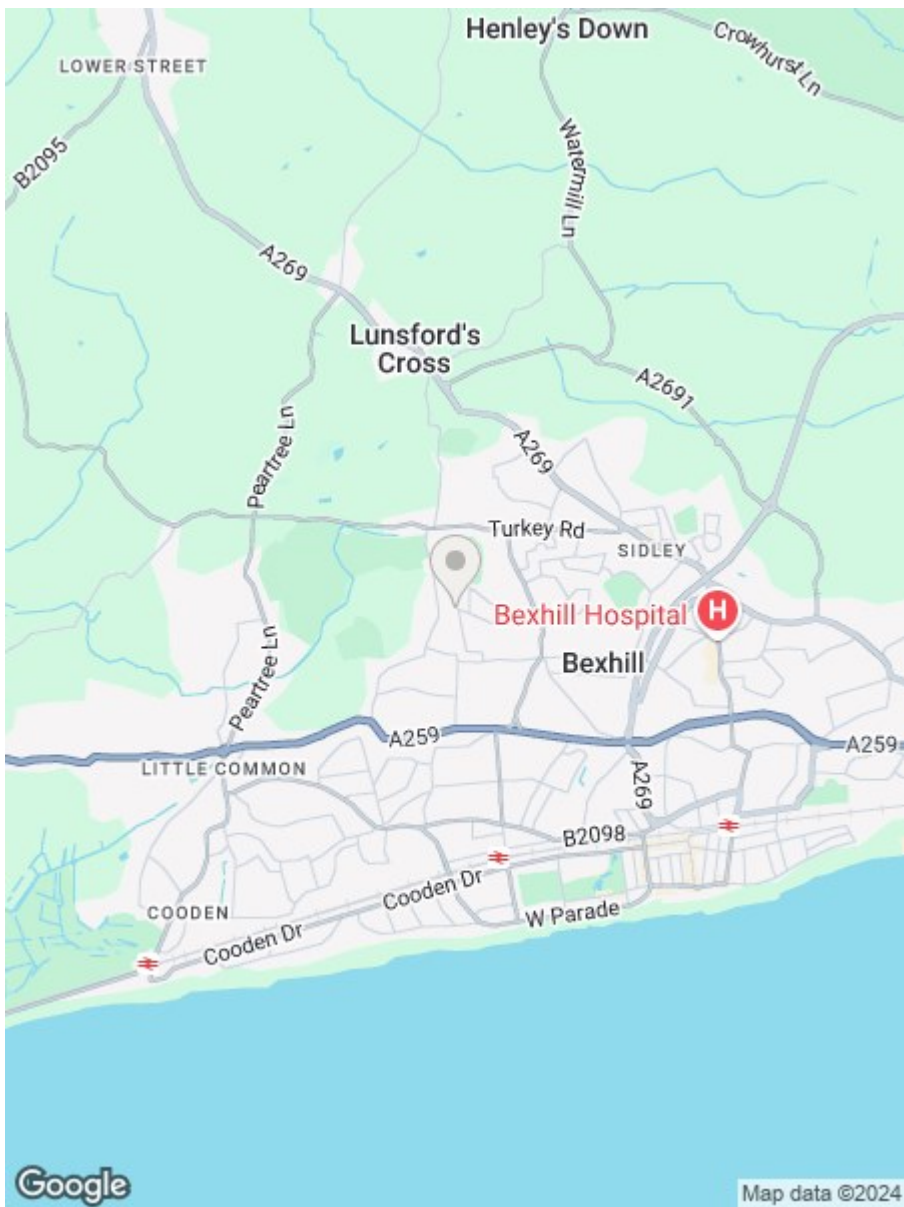 Henley's Down
Crowhurst Ln
LOWER STREET
B2095
Watermill Ln
A269
Lunsford's
Cross
A2691
Peartree Ln
A269
Turkey Rd
SIDLEY
Bexhill Hospital
H
Bexhill
Peartree Ln
A259
A259
LITTLE COMMON
A269
B2098
Cooden Dr
COODEN
W Parade
Cooden Dr
Google
Map data ©2024